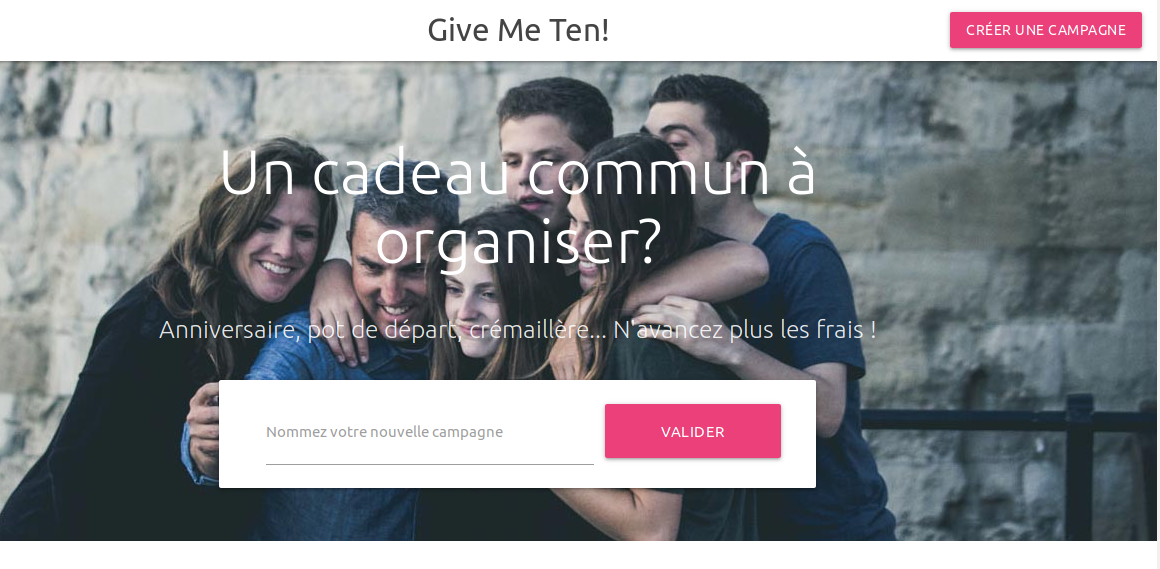 Give Me Ten!
CRÉER UNE CAMPAGNE
Un cadeau commun à
organiser?
Anniversaire, pot de départ, crémaillère... N'avancez plus les frais !
Nommez votre nouvelle campagne
VALIDER